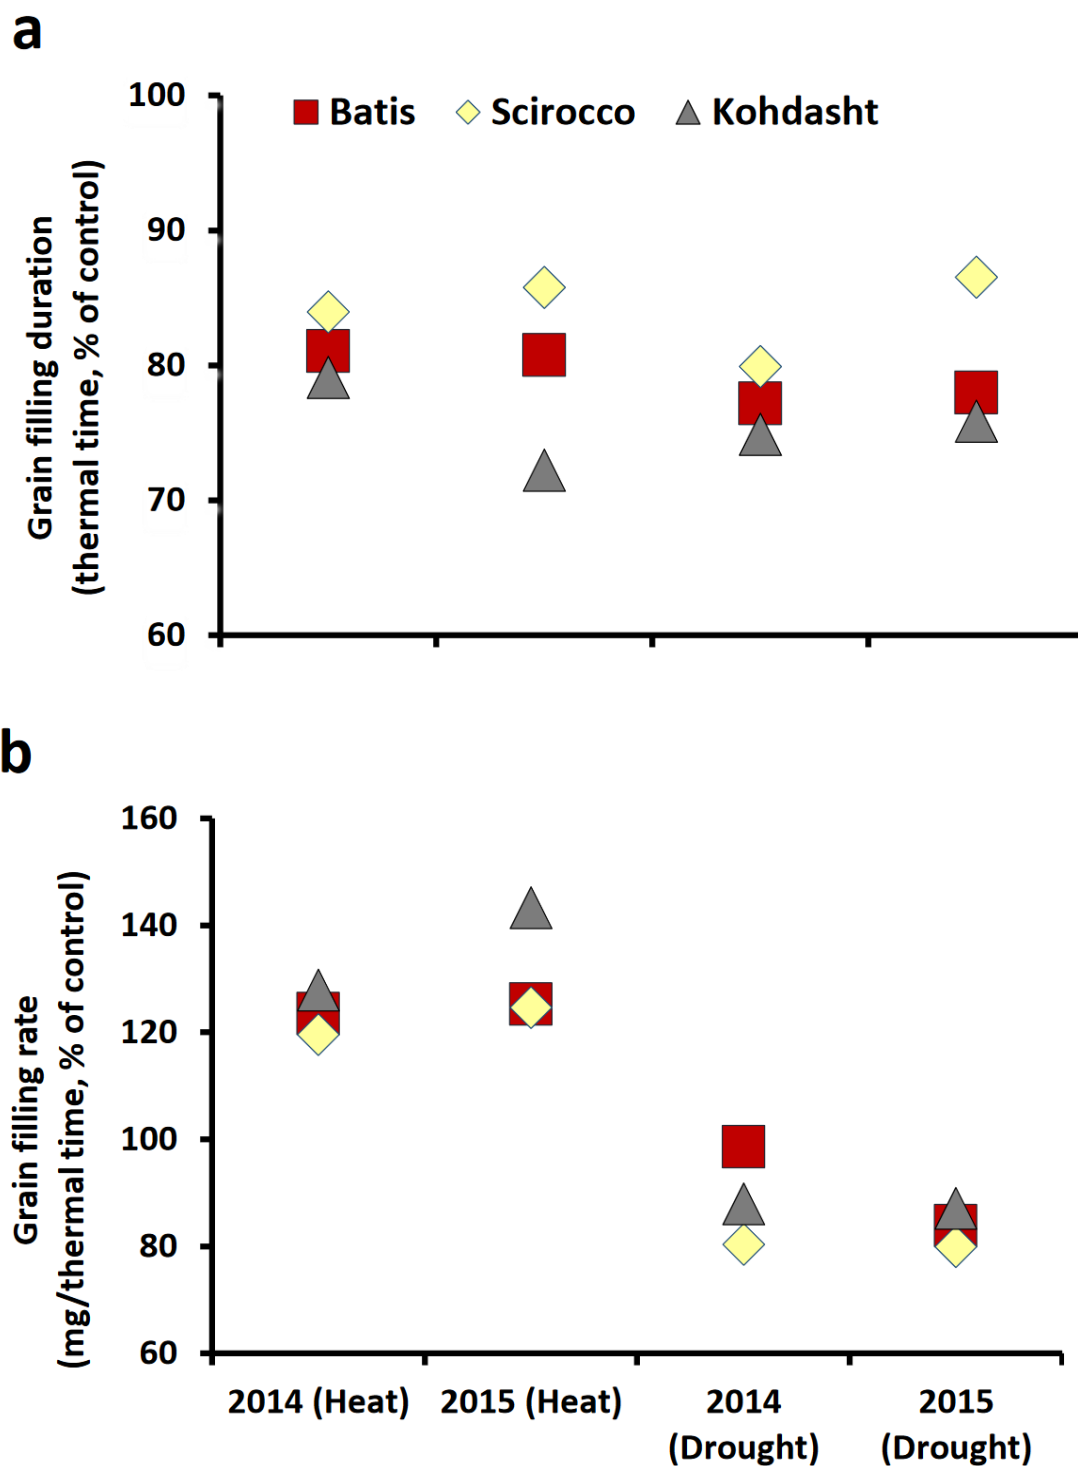 a
100
90
80
70
60
Batis Scirocco Kohdasht
Grain filling duration
(thermal time, % of control)
b
160
140
120
100
80
60
Grain filling rate
(mg/thermal time, % of control)
2014 (Heat) 2015 (Heat) 2014 2015
(Drought) (Drought)